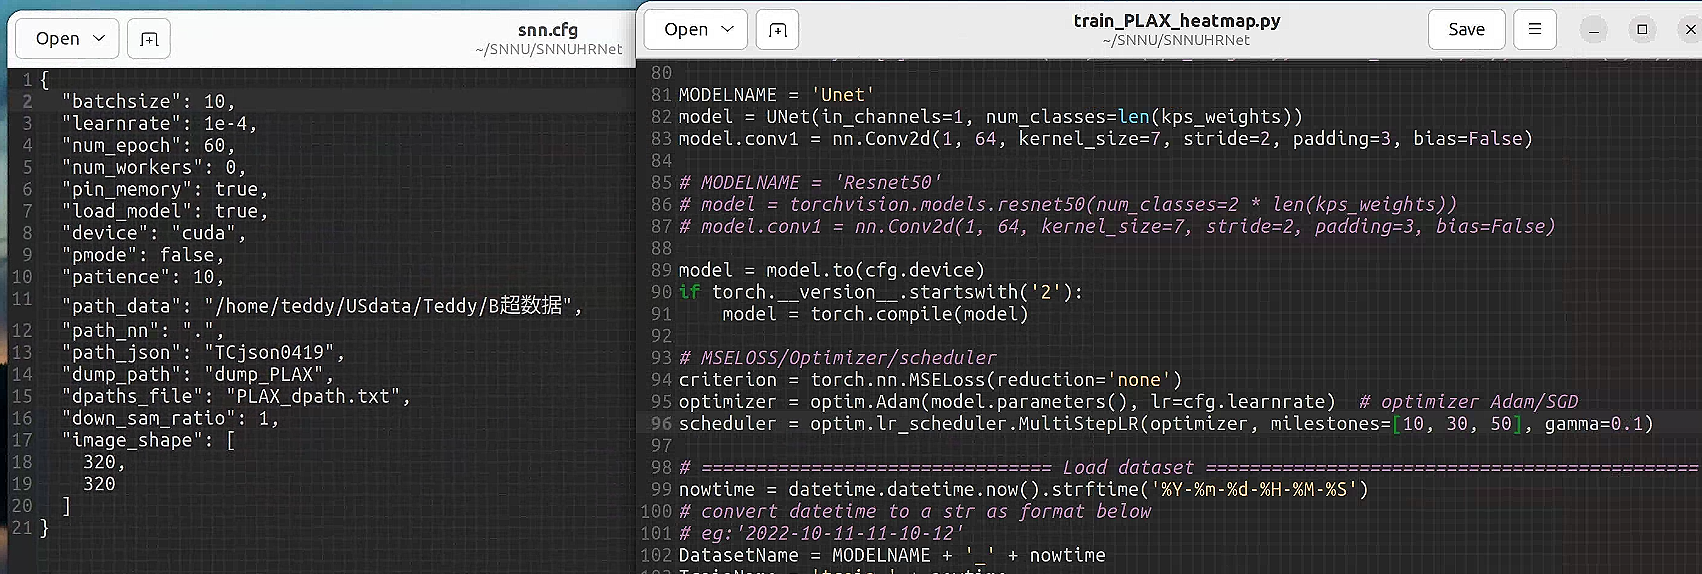 Open
snn.cfg
~/SNNU/SNNUHRNet
1 {
2 "batchsize": 10,
3 "learnrate": 1e-4,
4 "num_epoch": 60,
5 "num_workers": 0,
6 "pin_memory": true,
7 "load_model": true,
8 "device": "cuda",
9 "pmode": false,
10 "patience": 10,
11 "path_data": "/home/teddy/USdata/Teddy/B超数据",
12 "path_nn": ".",
13 "path_json": "TCjson0419",
14 "dump_path": "dump_PLAX",
15 "dpaths_file": "PLAX_dpath.txt",
16 "down_sam_ratio": 1,
17 "image_shape": [
18 320,
19 320
20 ]
21 }
Open
train_PLAX_heatmap.py
~/SNNU/SNNUHRNet
Save
80
81 MODELNAME = 'Unet'
82 model = UNet(in_channels=1, num_classes=len(kps_weights))
83 model.conv1 = nn.Conv2d(1, 64, kernel_size=7, stride=2, padding=3, bias=False)
84
85 # MODELNAME = 'Resnet50'
86 # model = torchvision.models.resnet50(num_classes=2 * len(kps_weights))
87 # model.conv1 = nn.Conv2d(1, 64, kernel_size=7, stride=2, padding=3, bias=False)
88
89 model = model.to(cfg.device)
90 if torch.__version__.startswith('2'):
91 model = torch.compile(model)
92
93 # MSELOSS/Optimizer/scheduler
94 criterion = torch.nn.MSELoss(reduction='none')
95 optimizer = optim.Adam(model.parameters(), lr=cfg.learnrate) # optimizer Adam/SGD
96 scheduler = optim.lr_scheduler.MultiStepLR(optimizer, milestones=[10, 30, 50], gamma=0.1)
97
98 # ================================ Load dataset =============================================
99 nowtime = datetime.datetime.now().strftime('%Y-%m-%d-%H-%M-%S')
100 # convert datetime to a str as format below
101 # eg:'2022-10-11-11-10-12'
102 DatasetName = MODELNAME + '_' + nowtime